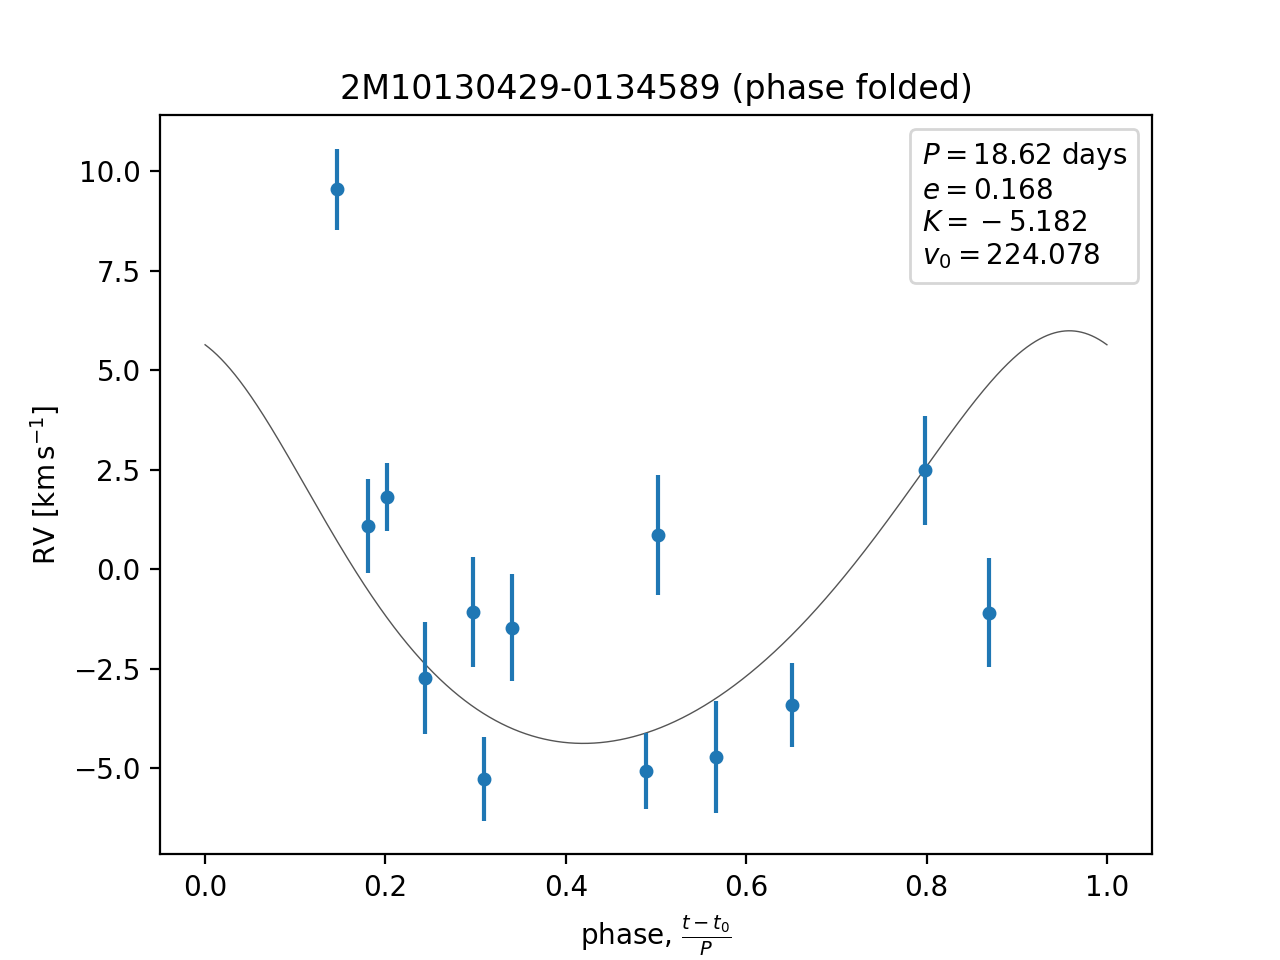 2M10130429-0134589 (phase folded)
P = 18.62 days
e = 0.168
K = −5.182
v₀ = 224.078
RV [km s⁻¹]
10.0
7.5
5.0
2.5
0.0
−2.5
−5.0
0.0 0.2 0.4 0.6 0.8 1.0
phase, (t − t₀)/P